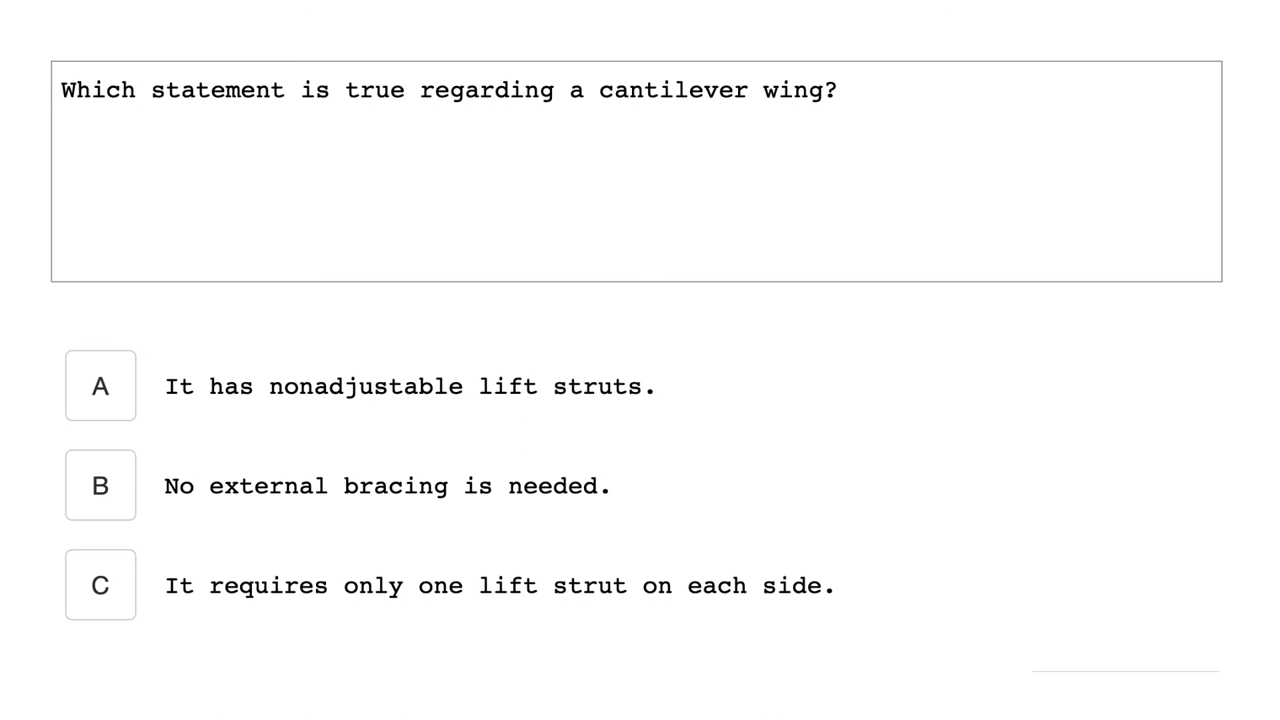 Which statement is true regarding a cantilever wing?
A It has nonadjustable lift struts.
B No external bracing is needed.
C It requires only one lift strut on each side.